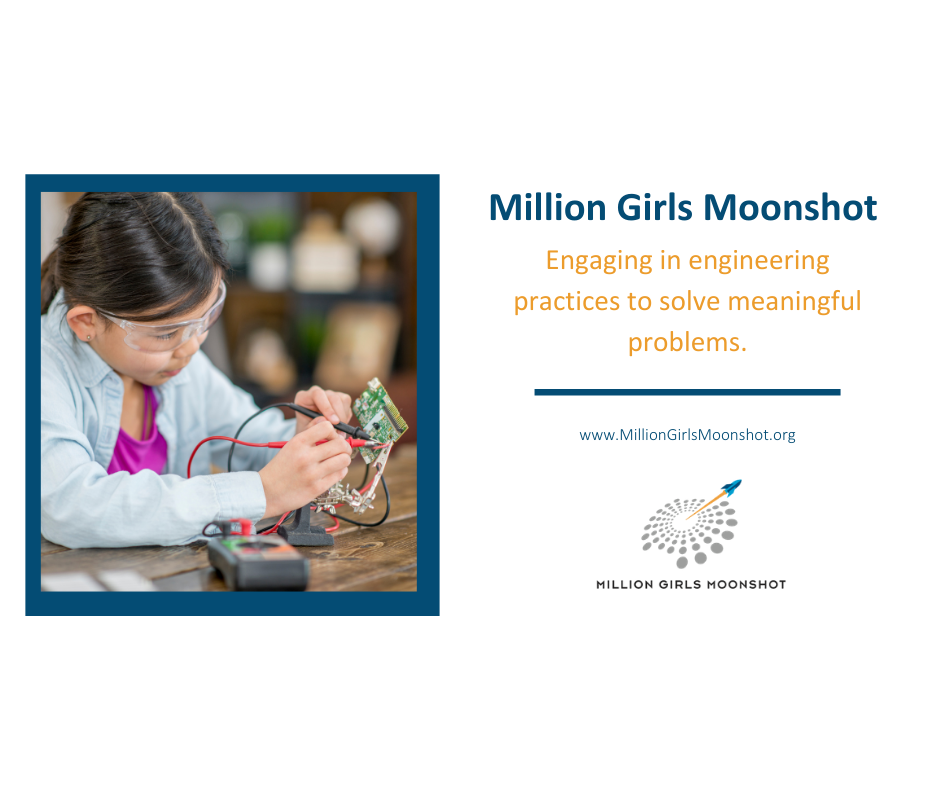 Million Girls Moonshot
Engaging in engineering
practices to solve meaningful
problems.
www.MillionGirlsMoonshot.org
MILLION GIRLS MOONSHOT